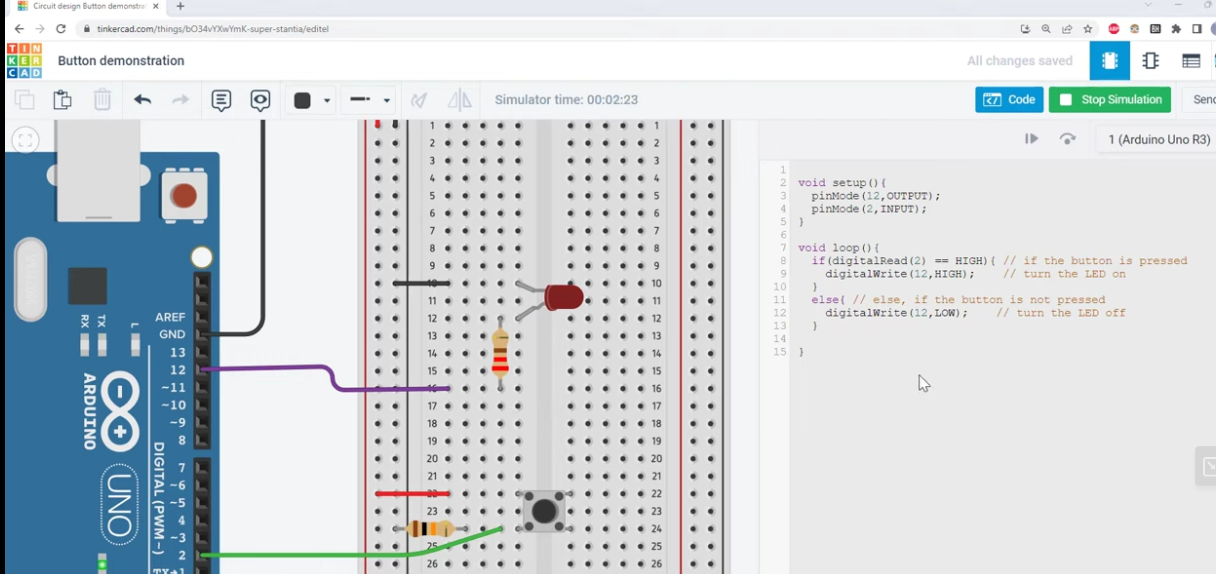 Circuit design Button demonstrat
tinkercad.com/things/bO34vYXwYmK-super-stantia/editel
TIN
KER
CAD
Button demonstration
All changes saved
Simulator time: 00:02:23
Code
Stop Simulation
Senc
1 (Arduino Uno R3)
1
2 void setup(){
3 pinMode(12,OUTPUT);
4 pinMode(2,INPUT);
5 }
6
7 void loop(){
8 if(digitalRead(2) == HIGH){ // if the button is pressed
9 digitalWrite(12,HIGH); // turn the LED on
10 }
11 else{ // else, if the button is not pressed
12 digitalWrite(12,LOW); // turn the LED off
13 }
14
15 }
RX
TX
L
AREF
GND
13
12
~11
~10
~9
8
7
~6
~5
4
~3
2
TX→1
ARDUINO
UNO
DIGITAL (PWM~)
1 1
2 2
3 3
4 4
5 5
6 6
7 7
8 8
9 9
10 10
11 11
12 12
13 13
14 14
15 15
16 16
17 17
18 18
19 19
20 20
21 21
22 22
23 23
24 24
25 25
26 26